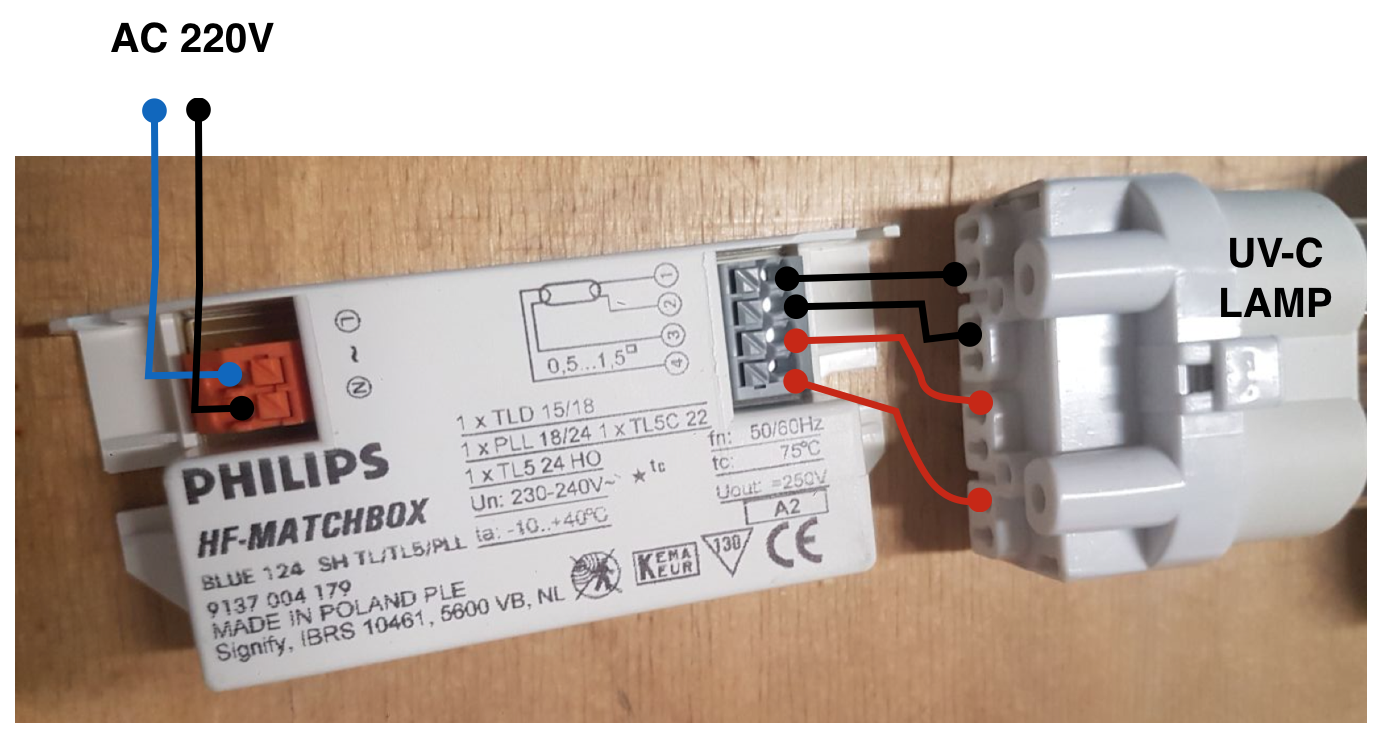 AC 220V
UV-C
LAMP
L
~
N
1
2
3
4
0,5...1,5
PHILIPS
HF-MATCHBOX
BLUE 124 SH TL/TL5/PLL
9137 004 179
MADE IN POLAND PLE
Signify, IBRS 10461, 5600 VB, NL
1 x TLD 15/18
1 x PLL 18/24 1 x TL5C 22
1 x TL5 24 HO
Un: 230-240V~
ta: -10..+40ºC
tc
fn: 50/60Hz
tc: 75ºC
Uout: =250V
A2
KEMA
KEUR
130
CE